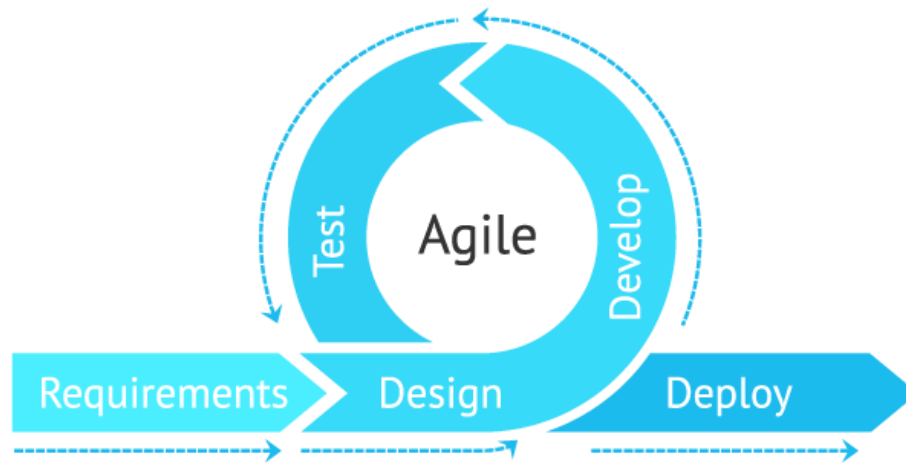 Agile
Test
Develop
Requirements
Design
Deploy